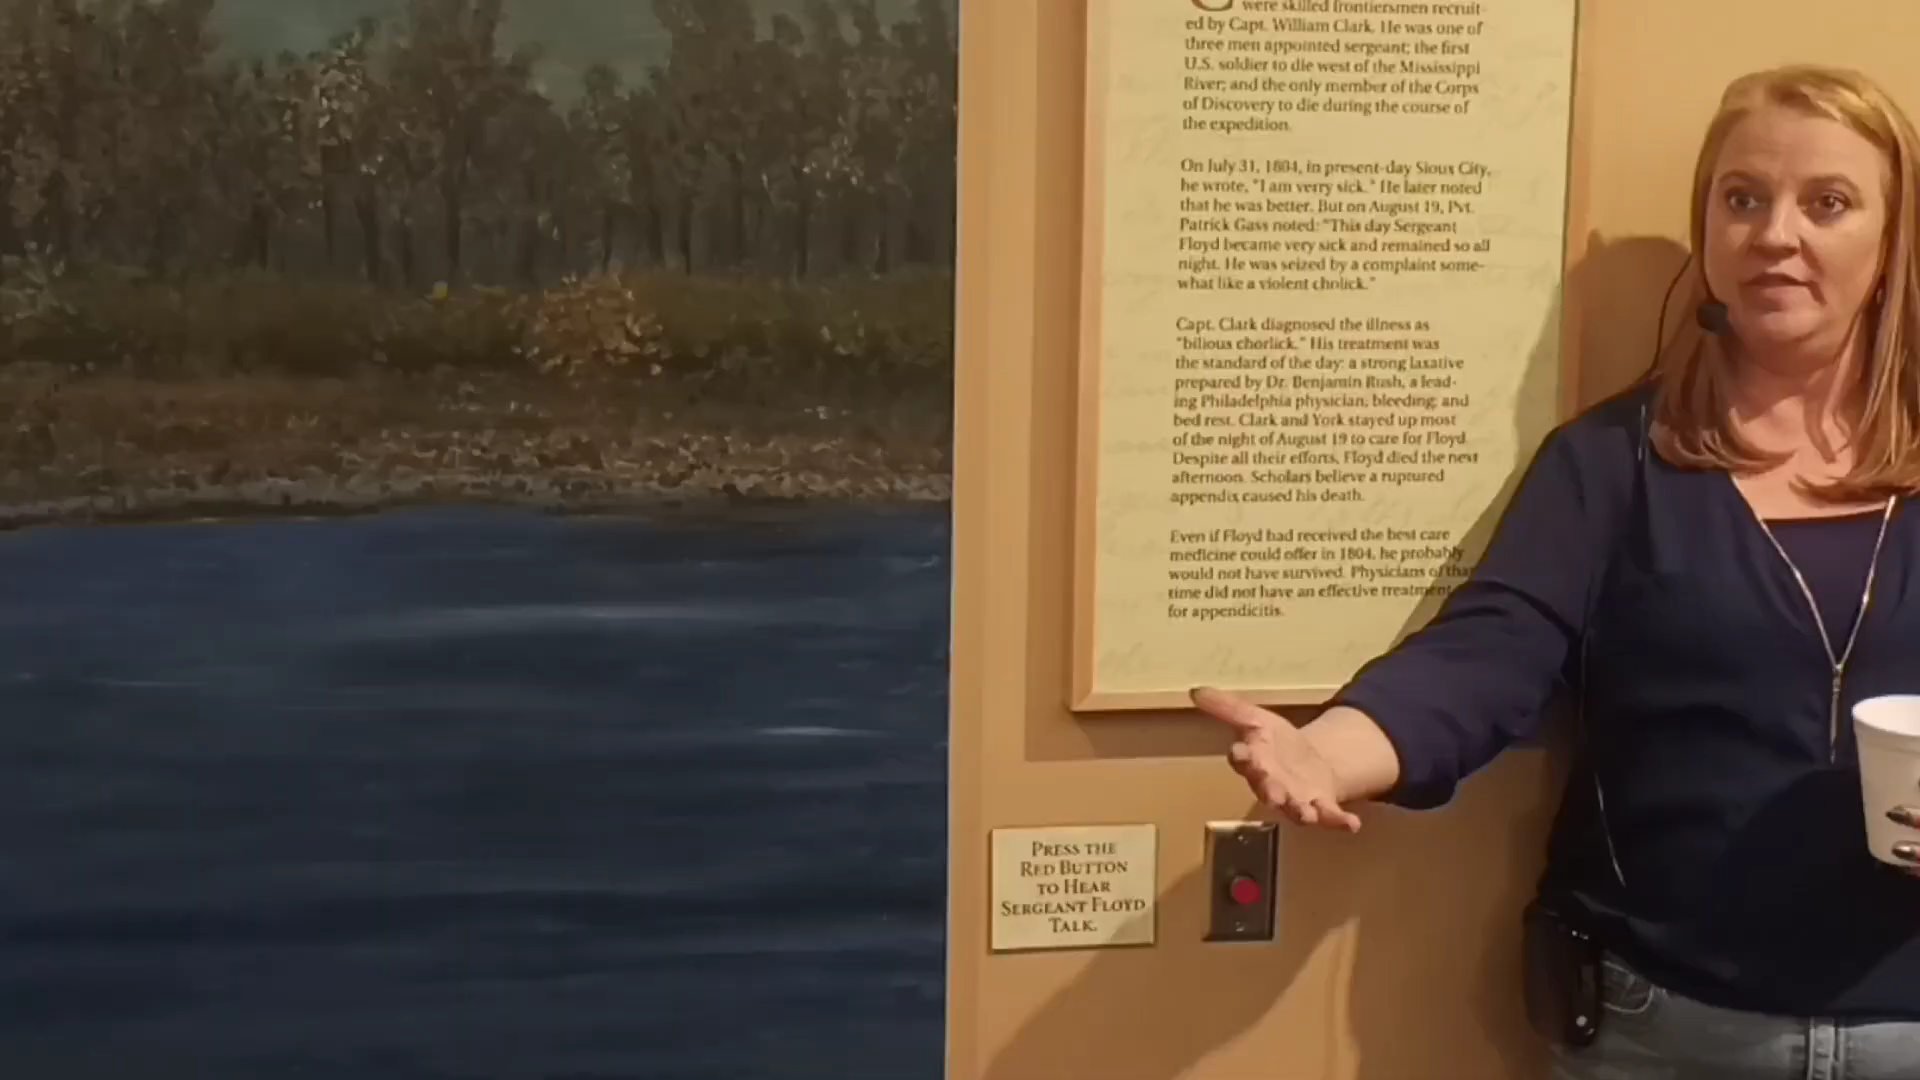 were skilled frontiersmen recruit-
ed by Capt. William Clark. He was one of
three men appointed sergeant; the first
U.S. soldier to die west of the Mississippi
River; and the only member of the Corps
of Discovery to die during the course of
the expedition.
On July 31, 1804, in present-day Sioux City,
he wrote, "I am verry sick." He later noted
that he was better. But on August 19, Pvt.
Patrick Gass noted: "This day Sergeant
Floyd became very sick and remained so all
night. He was seized by a complaint some-
what like a violent cholick."
Capt. Clark diagnosed the illness as
"bilious chorlick." His treatment was
the standard of the day: a strong laxative
prepared by Dr. Benjamin Rush, a lead-
ing Philadelphia physician; bleeding; and
bed rest. Clark and York stayed up most
of the night of August 19 to care for Floyd.
Despite all their efforts, Floyd died the next
afternoon. Scholars believe a ruptured
appendix caused his death.
Even if Floyd had received the best care
medicine could offer in 1804, he probably
would not have survived. Physicians of tha
time did not have an effective treatment
for appendicitis.
PRESS THE
RED BUTTON
TO HEAR
SERGEANT FLOYD
TALK.